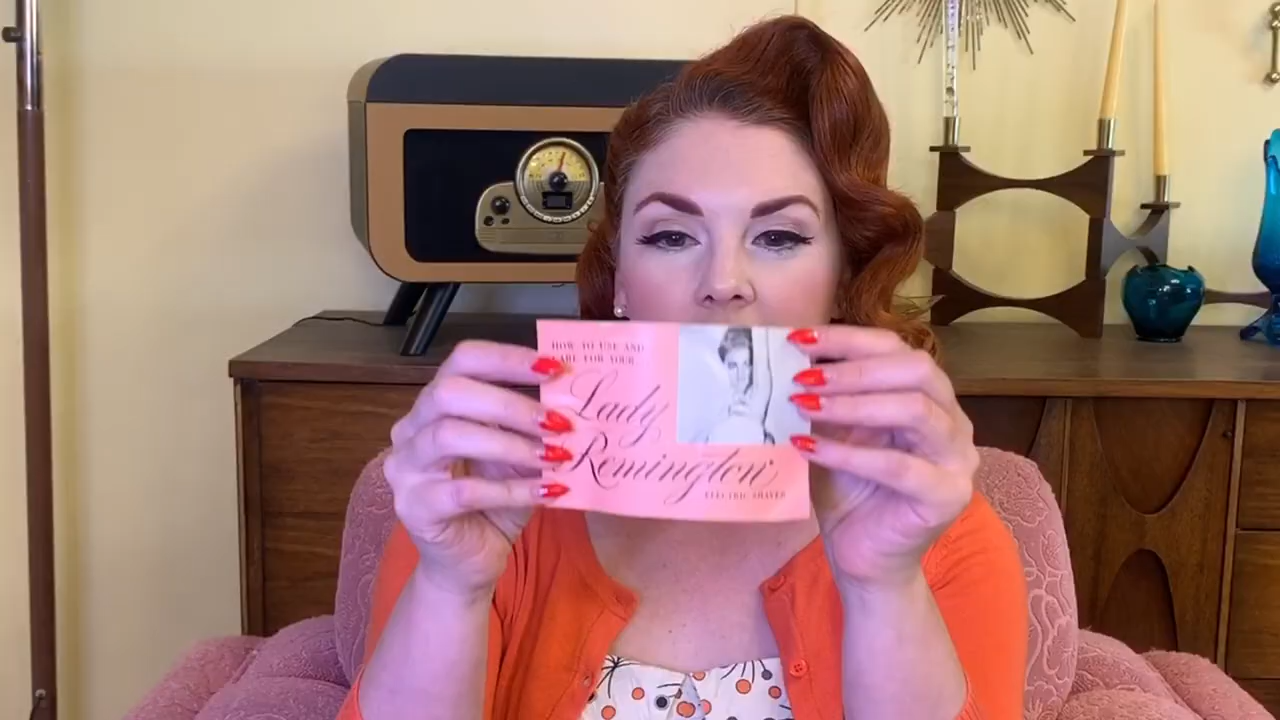 HOW TO USE AND
CARE FOR YOUR
Lady
Remington
ELECTRIC SHAVER